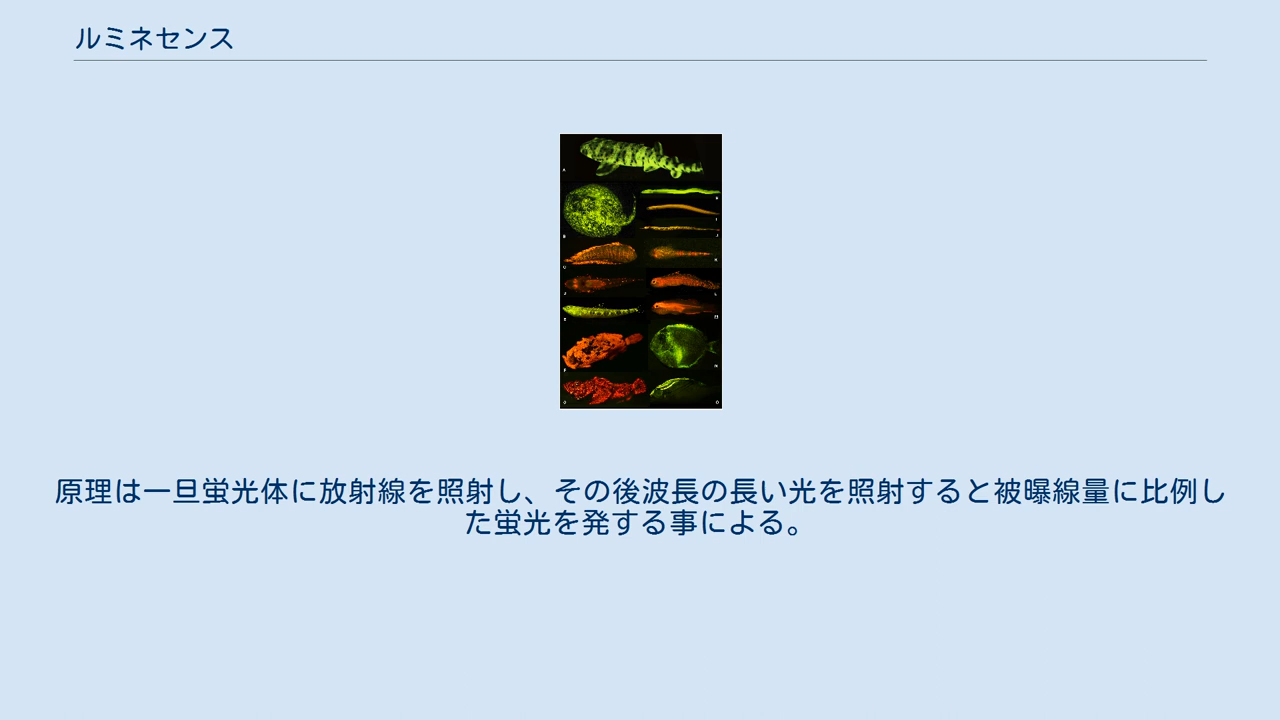 ルミネセンス
原理は一旦蛍光体に放射線を照射し、その後波長の長い光を照射すると被曝線量に比例し
た蛍光を発する事による。